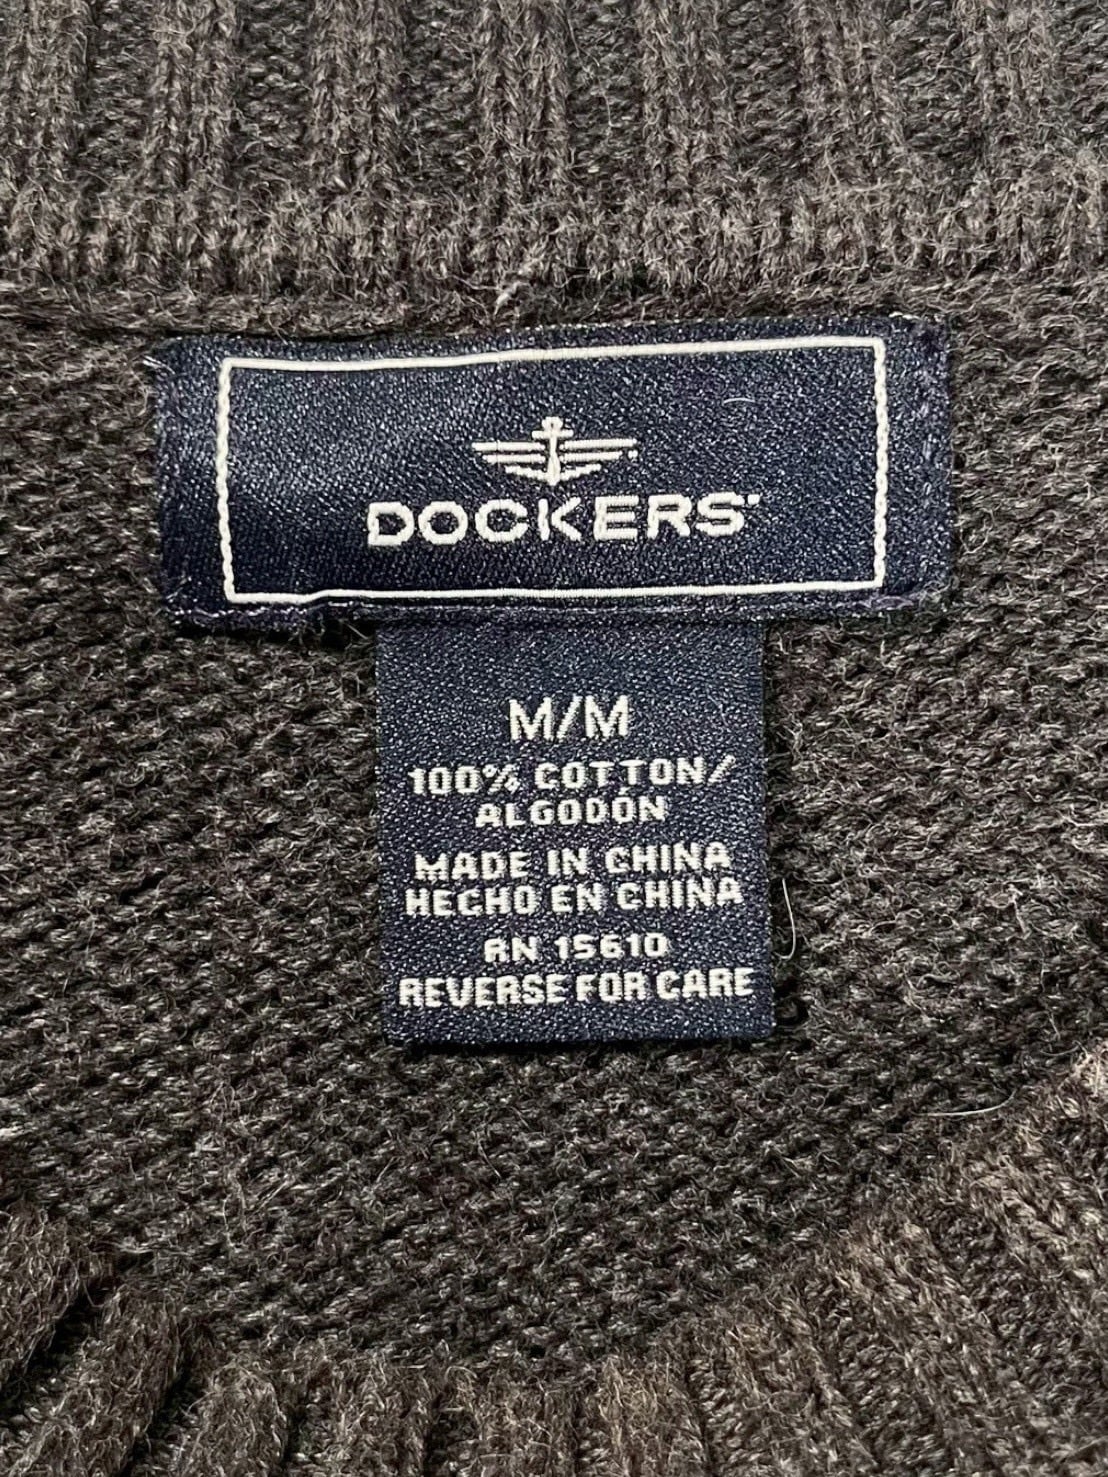 DOCKERS
M/M
100% COTTON/
ALGODÓN
MADE IN CHINA
HECHO EN CHINA
RN 15610
REVERSE FOR CARE